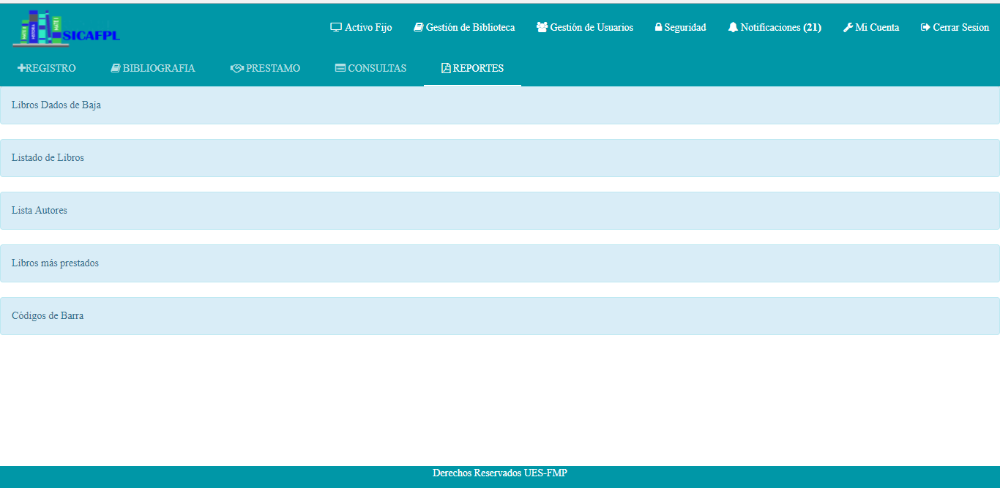 SICAFPL
Activo Fijo
Gestión de Biblioteca
Gestión de Usuarios
Seguridad
Notificaciones (21)
Mi Cuenta
Cerrar Sesion
REGISTRO
BIBLIOGRAFIA
PRESTAMO
CONSULTAS
REPORTES
Libros Dados de Baja
Listado de Libros
Lista Autores
Libros más prestados
Códigos de Barra
Derechos Reservados UES-FMP